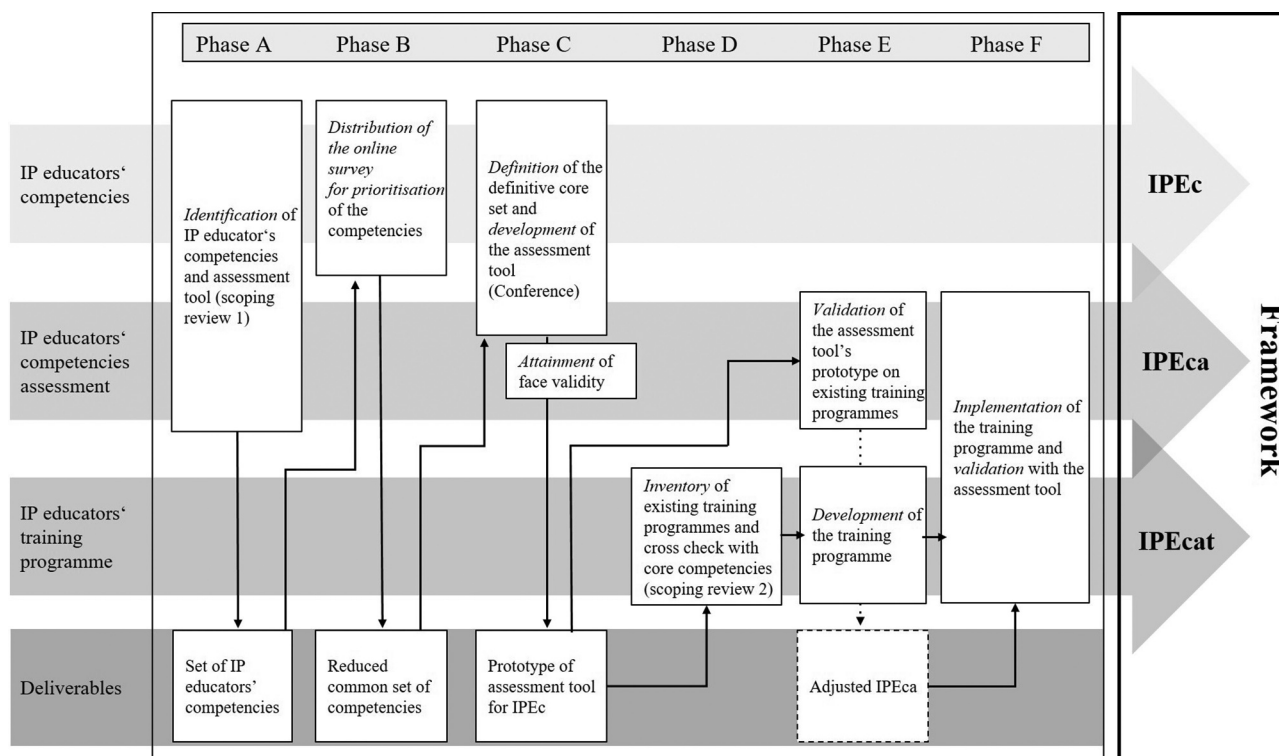 Phase A
Phase B
Phase C
Phase D
Phase E
Phase F
IP educators‘
competencies
Identification of
IP educator‘s
competencies
and assessment
tool (scoping
review 1)
Distribution of
the online
survey
for prioritisation
of the
competencies
Definition of the
definitive core
set and
development of
the assessment
tool
(Conference)
IPEc
IP educators‘
competencies
assessment
Attainment of
face validity
Validation of
the assessment
tool’s
prototype on
existing training
programmes
Implementation of
the training
programme and
validation with the
assessment tool
IPEca
IP educators‘
training
programme
Inventory of
existing training
programmes and
cross check with
core competencies
(scoping review 2)
Development of
the training
programme
IPEcat
Deliverables
Set of IP
educators’
competencies
Reduced
common set of
competencies
Prototype of
assessment tool
for IPEc
Adjusted IPEca
Framework